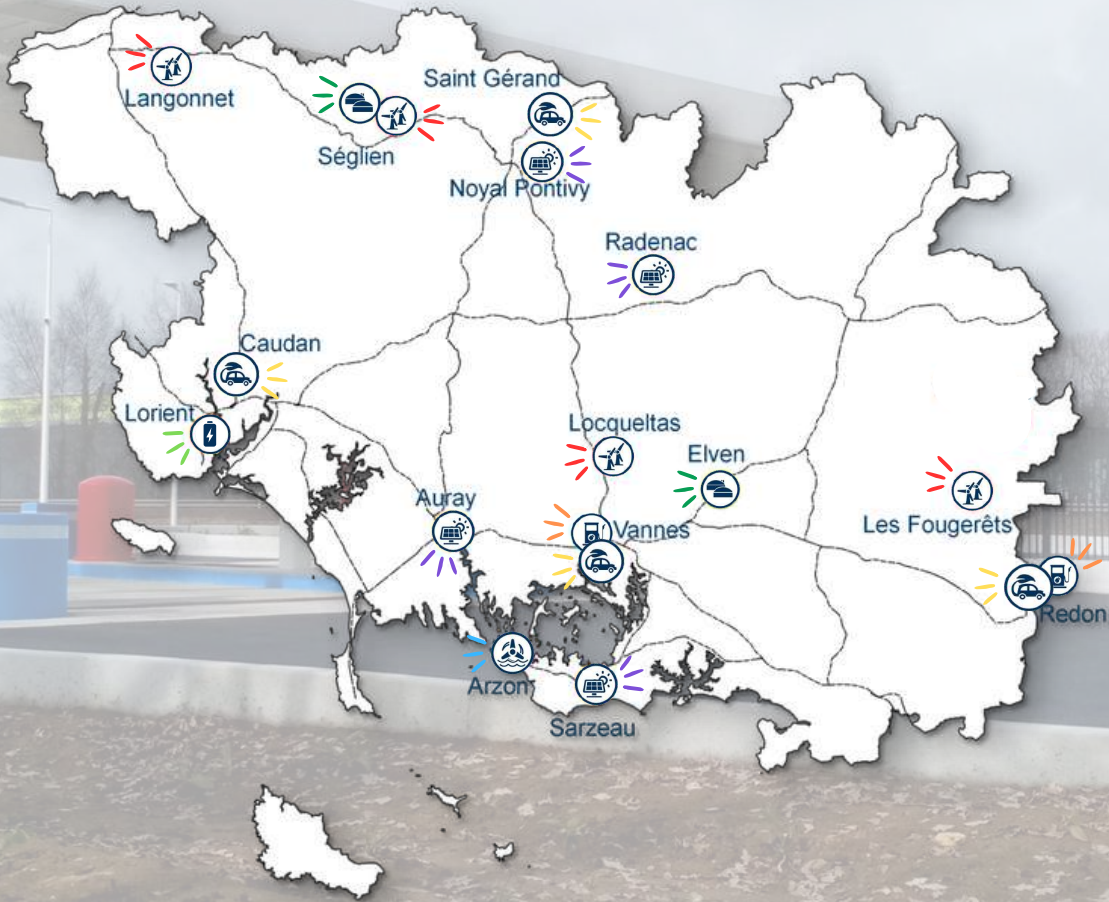 Saint Gérand
Langonnet
Séglien
Noyal Pontivy
Radenac
Caudan
Lorient
Locqueltas
Elven
Auray
Vannes
Les Fougerêts
Redon
Arzon
Sarzeau